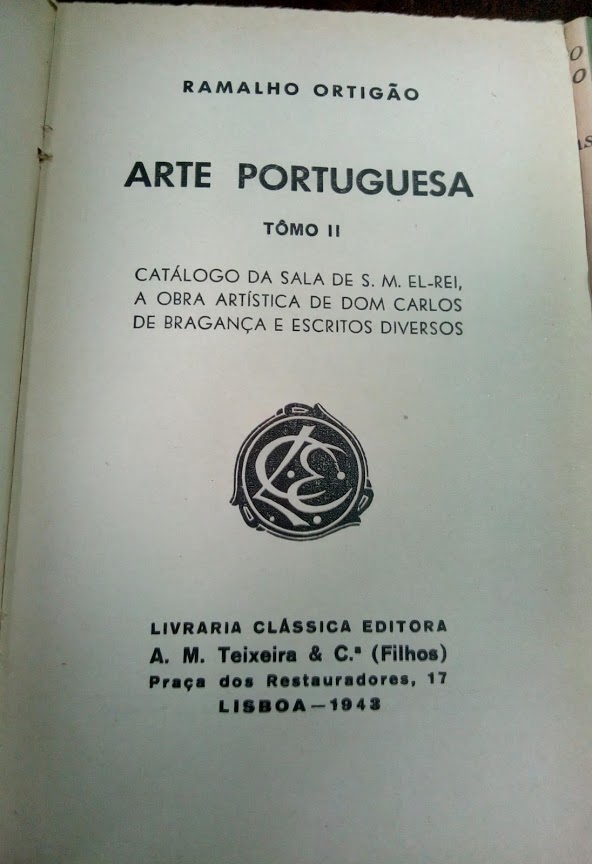 RAMALHO ORTIGÃO
ARTE PORTUGUESA
TÔMO II
CATÁLOGO DA SALA DE S. M. EL-REI,
A OBRA ARTÍSTICA DE DOM CARLOS
DE BRAGANÇA E ESCRITOS DIVERSOS
LCE
LIVRARIA CLÁSSICA EDITORA
A. M. Teixeira & C.ª (Filhos)
Praça dos Restauradores, 17
LISBOA—1943